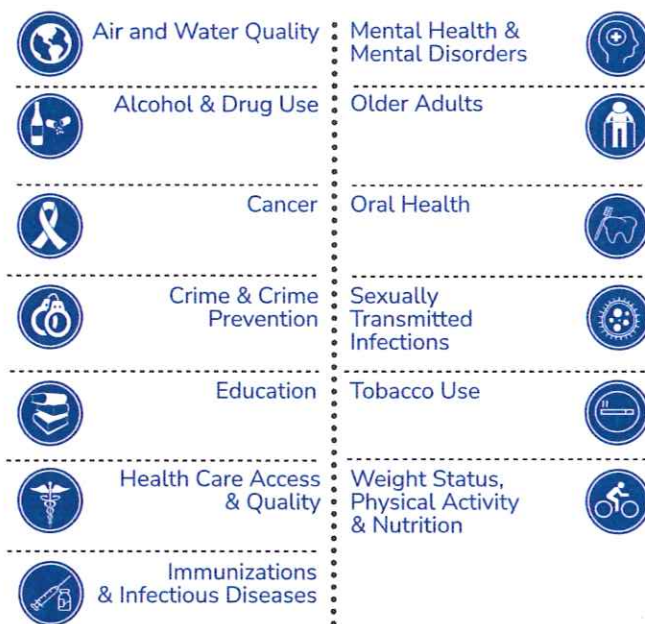 Air and Water Quality
Alcohol & Drug Use
Cancer
Crime & Crime
Prevention
Education
Health Care Access
& Quality
Immunizations
& Infectious Diseases
Mental Health &
Mental Disorders
Older Adults
Oral Health
Sexually
Transmitted
Infections
Tobacco Use
Weight Status,
Physical Activity
& Nutrition